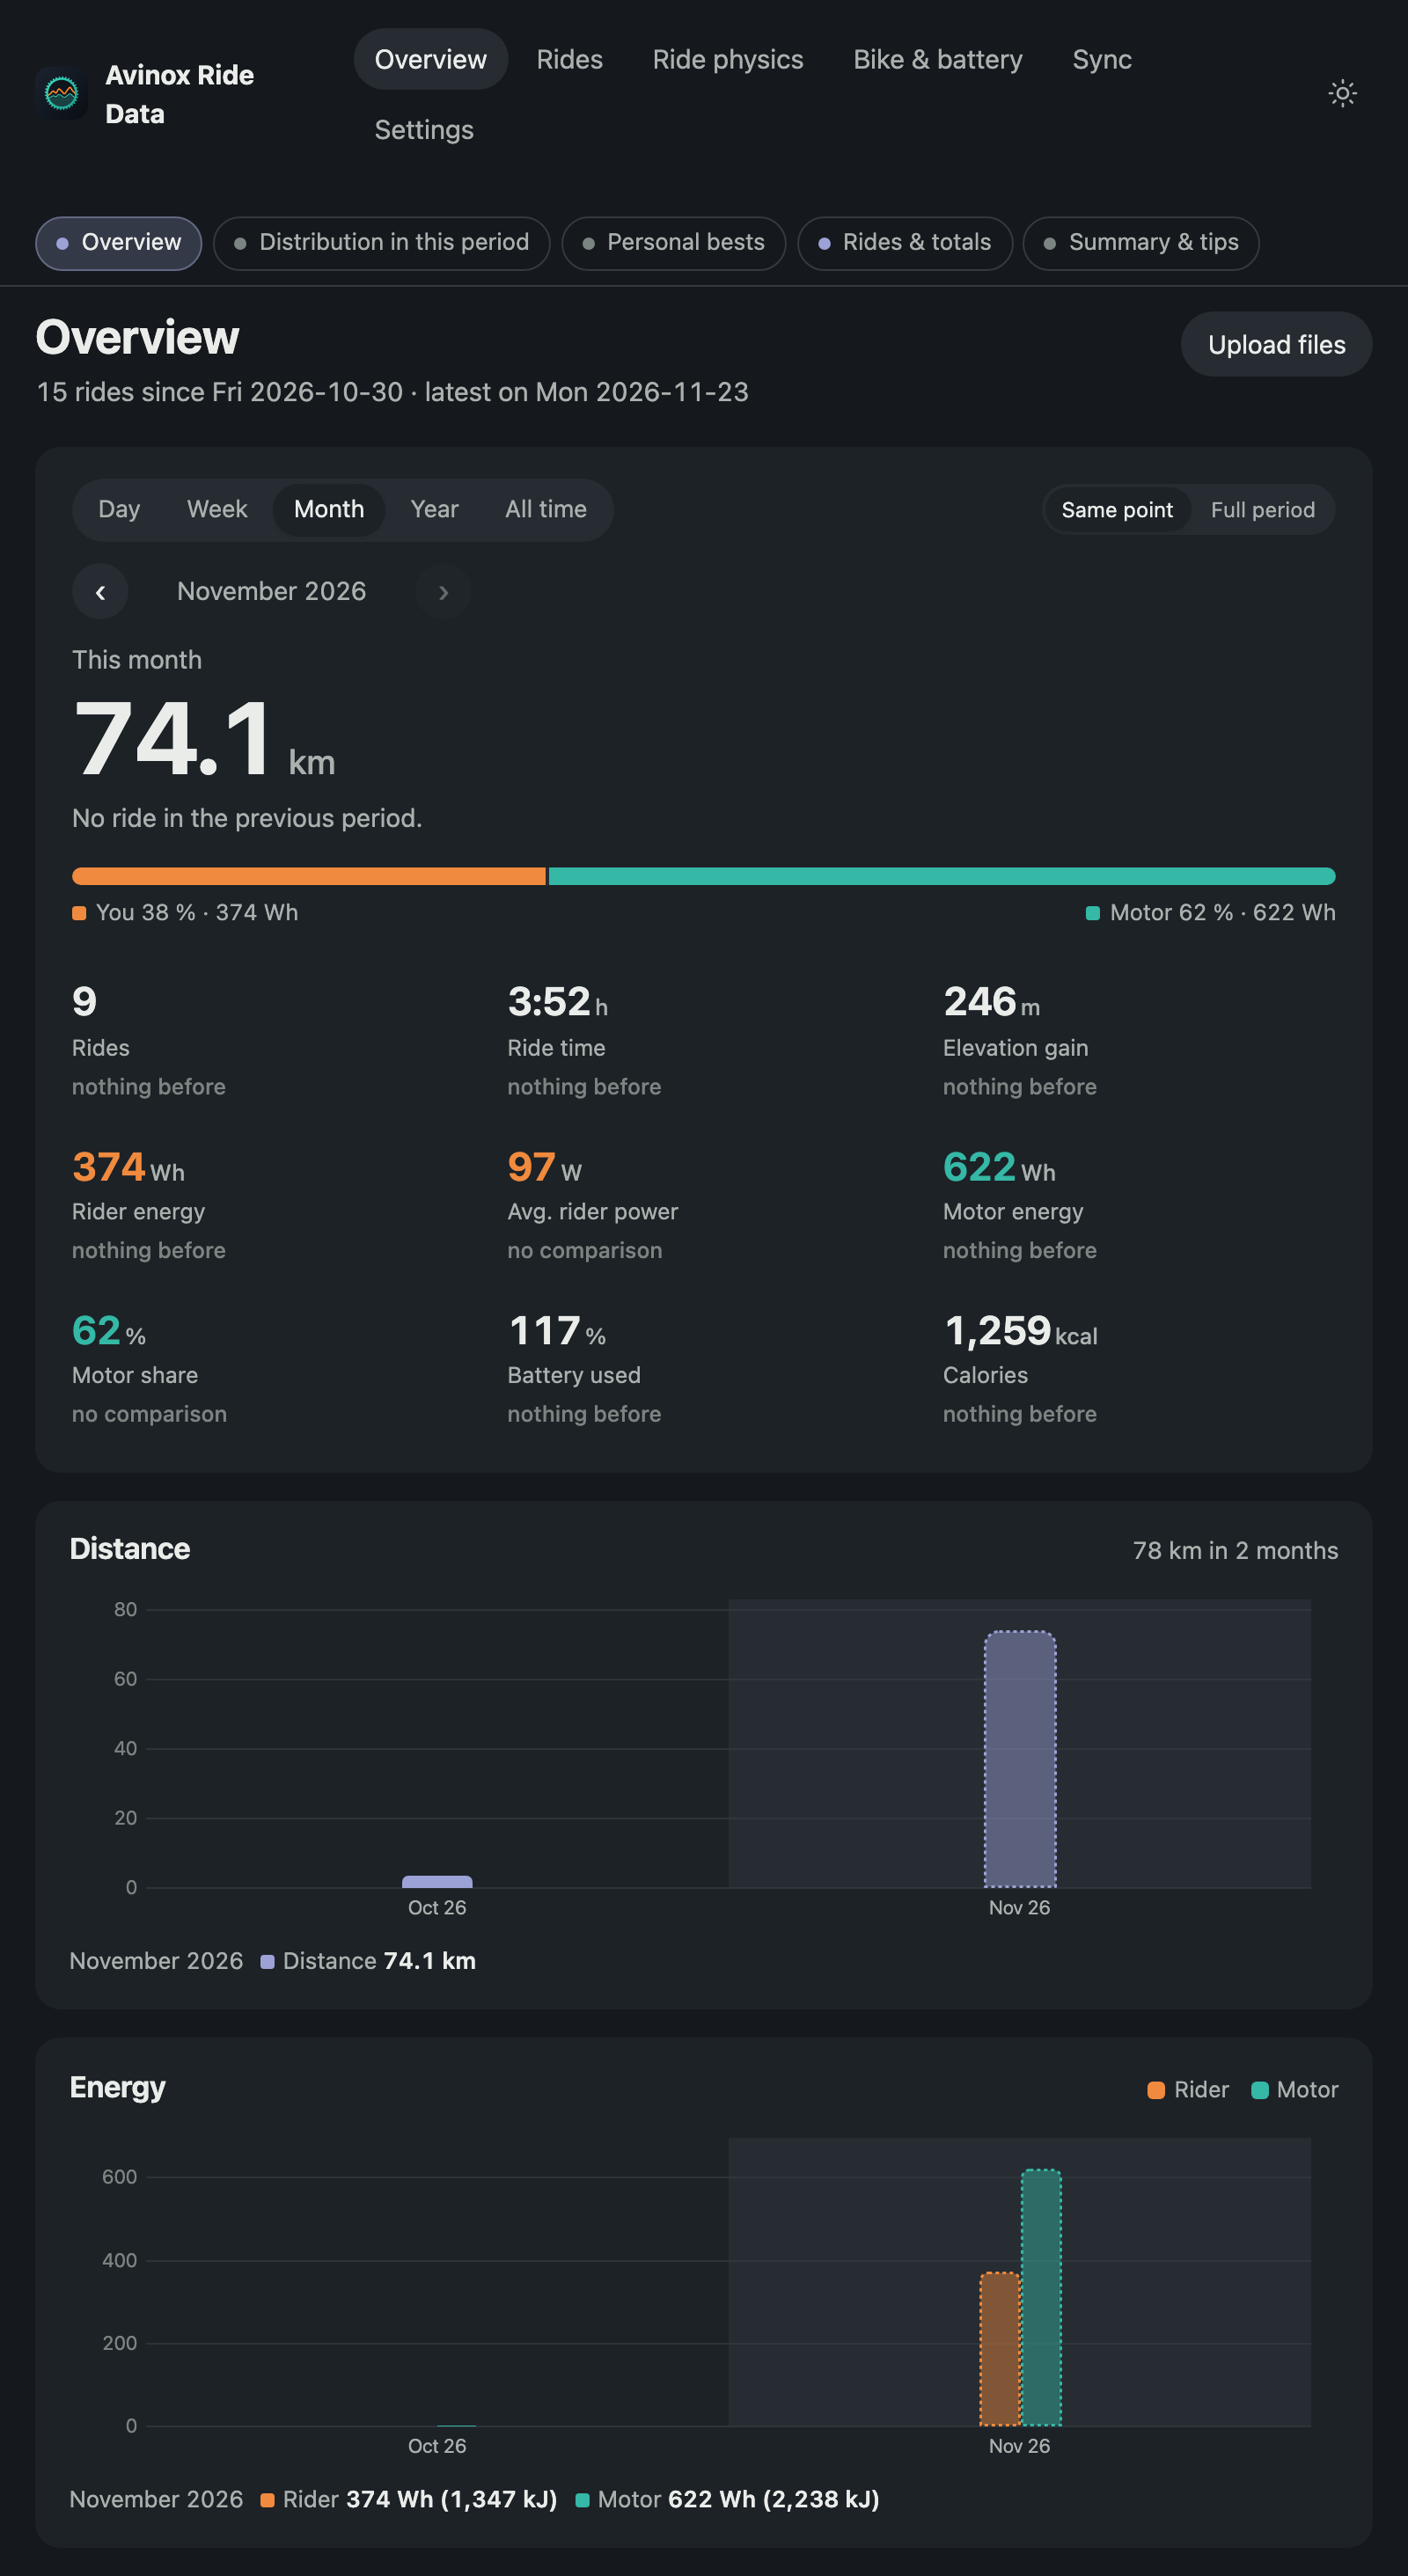 Avinox Ride
Data
Overview
Rides
Ride physics
Bike & battery
Sync
Settings
Overview
Distribution in this period
Personal bests
Rides & totals
Summary & tips
Overview
Upload files
15 rides since Fri 2026-10-30 · latest on Mon 2026-11-23
Day
Week
Month
Year
All time
Same point
Full period
‹
November 2026
›
This month
74.1 km
No ride in the previous period.
You 38 % · 374 Wh
Motor 62 % · 622 Wh
9
Rides
nothing before
3:52 h
Ride time
nothing before
246 m
Elevation gain
nothing before
374 Wh
Rider energy
nothing before
97 W
Avg. rider power
no comparison
622 Wh
Motor energy
nothing before
62 %
Motor share
no comparison
117 %
Battery used
nothing before
1,259 kcal
Calories
nothing before
Distance
78 km in 2 months
80
60
40
20
0
Oct 26
Nov 26
November 2026 Distance 74.1 km
Energy
Rider
Motor
600
400
200
0
Oct 26
Nov 26
November 2026 Rider 374 Wh (1,347 kJ) Motor 622 Wh (2,238 kJ)